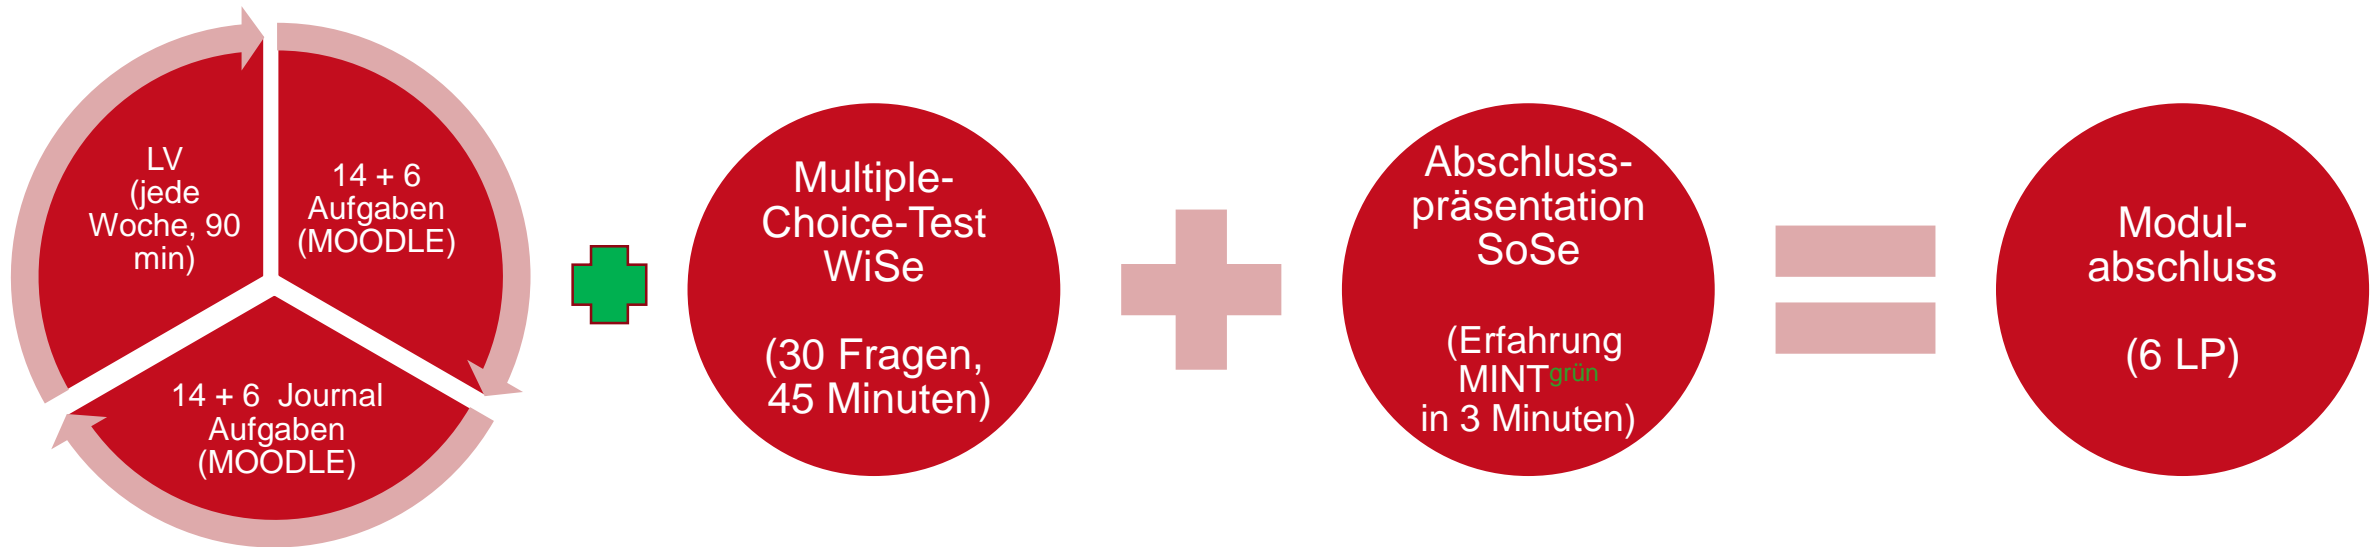 LV
(jede
Woche, 90
min)
14 + 6
Aufgaben
(MOODLE)
14 + 6  Journal
Aufgaben
(MOODLE)
Multiple-
Choice-Test
WiSe
(30 Fragen,
45 Minuten)
Abschluss-
präsentation
SoSe
(Erfahrung
MINTgrün
in 3 Minuten)
Modul-
abschluss
(6 LP)